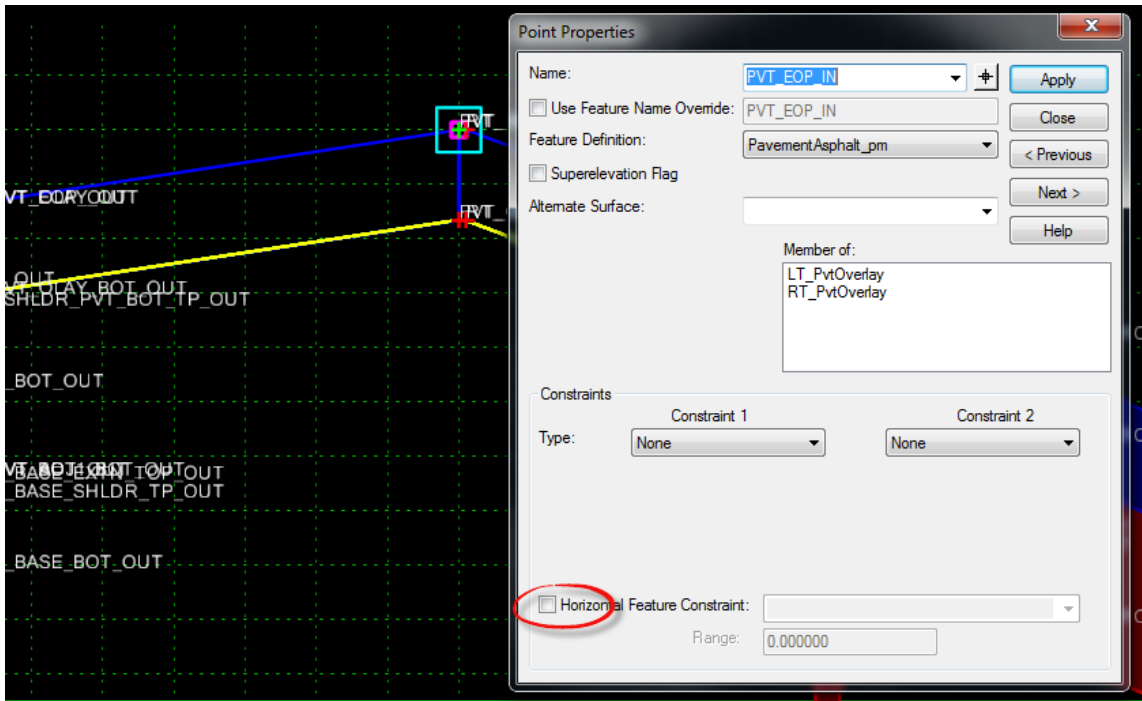 Point Properties
Name:
PVT_EOP_IN
Apply
Use Feature Name Override:
PVT_EOP_IN
Close
Feature Definition:
PavementAsphalt_pm
< Previous
Superelevation Flag
Next >
Alternate Surface:
Help
Member of:
LT_PvtOverlay
RT_PvtOverlay
Constraints
Constraint 1
Constraint 2
Type:
None
None
Horizontal Feature Constraint:
Range:
0.000000
SHLDR_PVT_BOT_TP_OUT
_BOT_OUT
_BASE_SHLDR_TP_OUT
_BASE_BOT_OUT